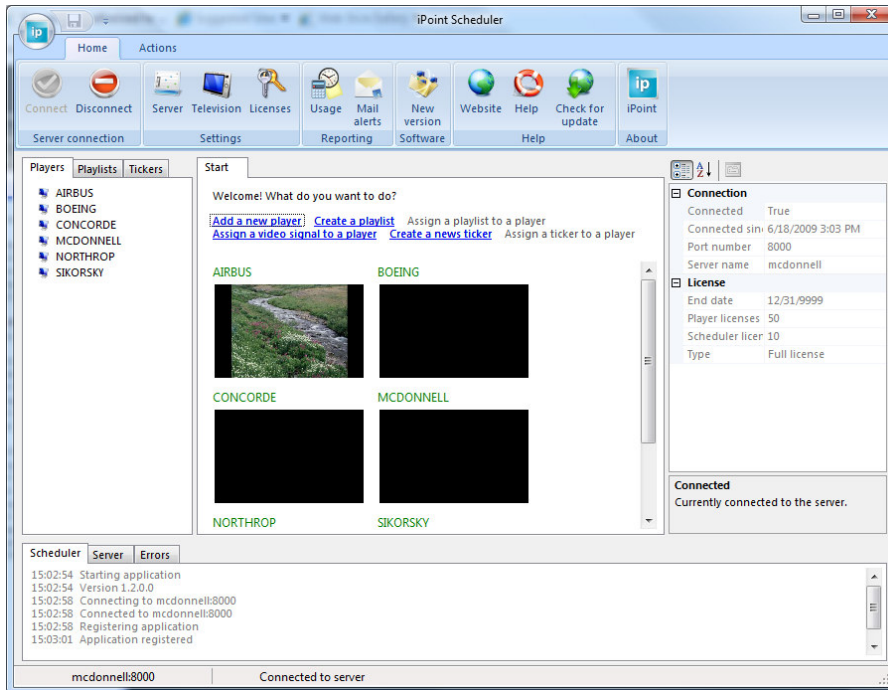 iPoint Scheduler
ip
Home Actions
Connect Disconnect Server Television Licenses Usage Mail alerts New version Website Help Check for update iPoint
Server connection Settings Reporting Software Help About
Players Playlists Tickers
AIRBUS
BOEING
CONCORDE
MCDONNELL
NORTHROP
SIKORSKY
Start
Welcome! What do you want to do?
Add a new player Create a playlist Assign a playlist to a player
Assign a video signal to a player Create a news ticker Assign a ticker to a player
AIRBUS BOEING
CONCORDE MCDONNELL
NORTHROP SIKORSKY
Connection
Connected True
Connected sin 6/18/2009 3:03 PM
Port number 8000
Server name mcdonnell
License
End date 12/31/9999
Player licenses 50
Scheduler licer 10
Type Full license
Connected
Currently connected to the server.
Scheduler Server Errors
15:02:54 Starting application
15:02:54 Version 1.2.0.0
15:02:58 Connecting to mcdonnell:8000
15:02:58 Connected to mcdonnell:8000
15:02:58 Registering application
15:03:01 Application registered
mcdonnell:8000 Connected to server